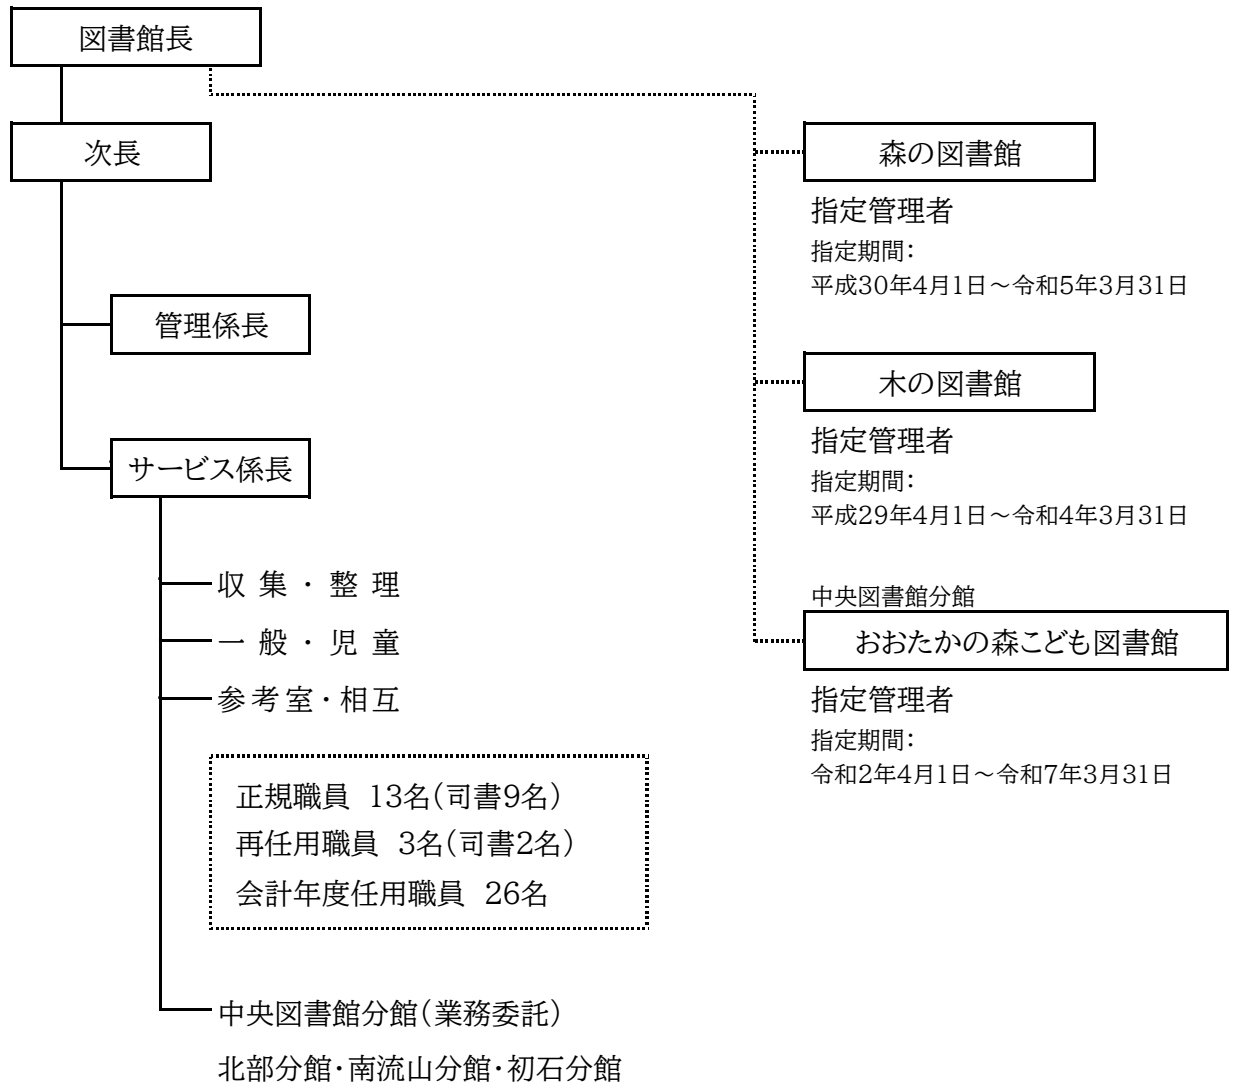 図書館長
次長
管理係長
サービス係長
収集・整理
一般・児童
参考室・相互
正規職員 13名(司書9名)
再任用職員 3名(司書2名)
会計年度任用職員 26名
中央図書館分館(業務委託)
北部分館・南流山分館・初石分館
森の図書館
指定管理者
指定期間:
平成30年4月1日～令和5年3月31日
木の図書館
指定管理者
指定期間:
平成29年4月1日～令和4年3月31日
中央図書館分館
おおたかの森こども図書館
指定管理者
指定期間:
令和2年4月1日～令和7年3月31日